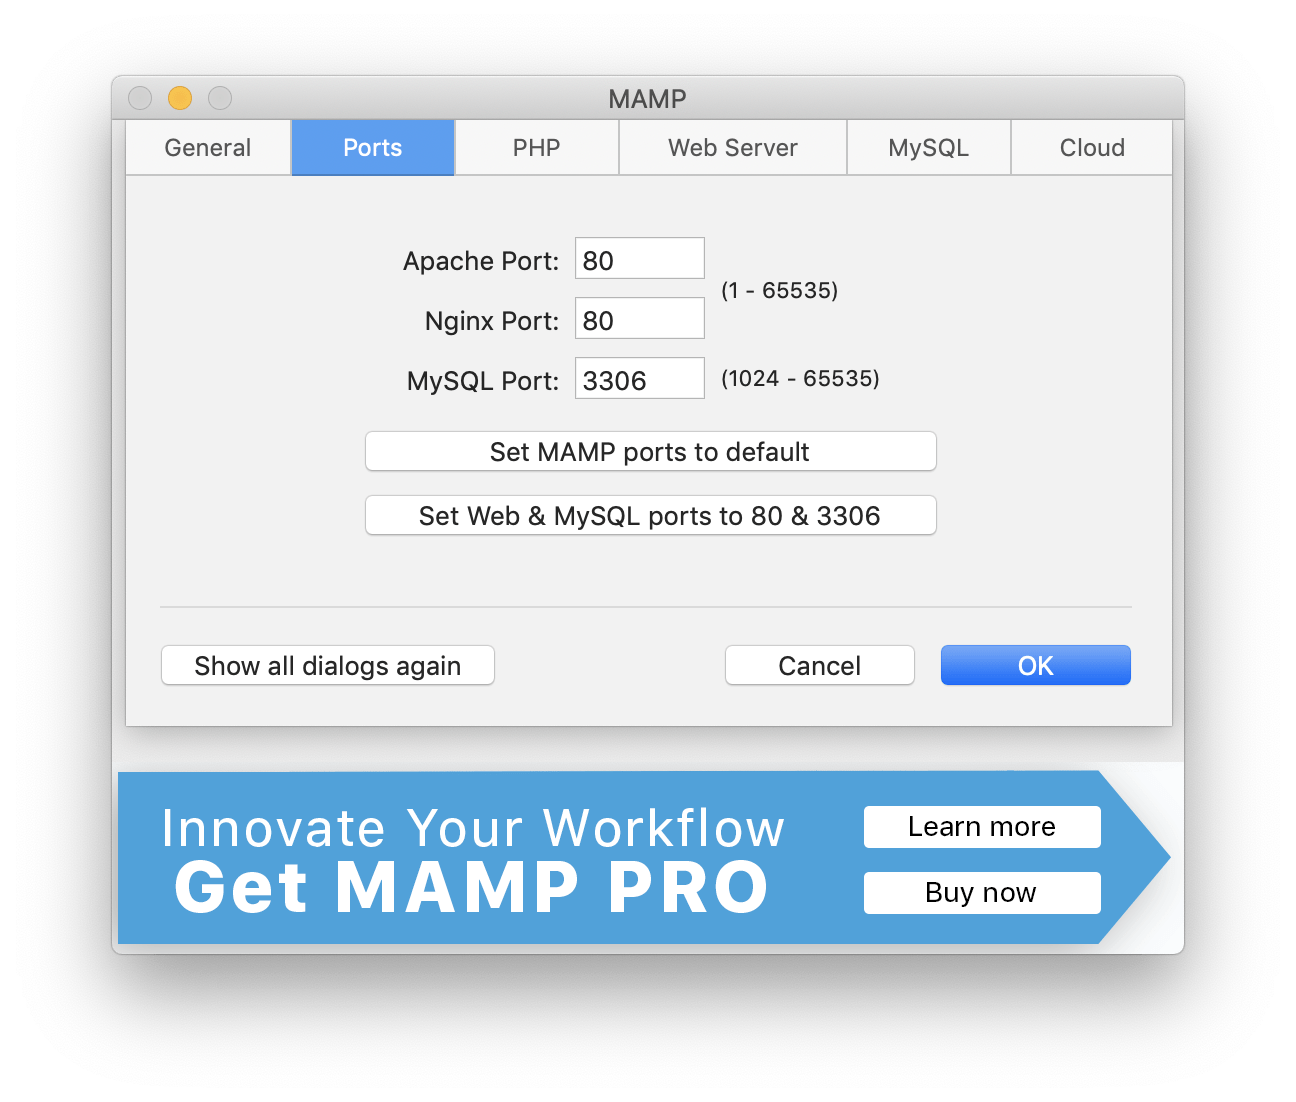 MAMP
General Ports PHP Web Server MySQL Cloud
Apache Port: 80
(1 - 65535)
Nginx Port: 80
MySQL Port: 3306 (1024 - 65535)
Set MAMP ports to default
Set Web & MySQL ports to 80 & 3306
Show all dialogs again Cancel OK
Innovate Your Workflow
Get MAMP PRO
Learn more
Buy now